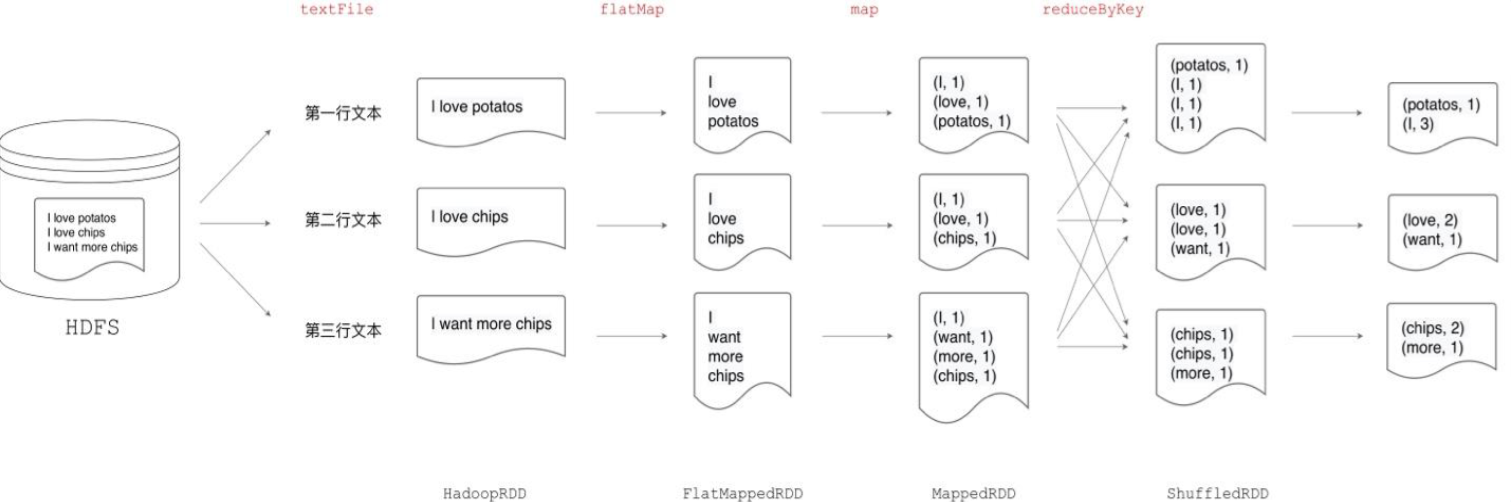 textFile
flatMap
map
reduceByKey
I love potatos
I love chips
I want more chips
HDFS
第一行文本
第二行文本
第三行文本
I love potatos
I love chips
I want more chips
HadoopRDD
I
love
potatos
I
love
chips
I
want
more
chips
FlatMappedRDD
(I, 1)
(love, 1)
(potatos, 1)
(I, 1)
(love, 1)
(chips, 1)
(I, 1)
(want, 1)
(more, 1)
(chips, 1)
MappedRDD
(potatos, 1)
(I, 1)
(I, 1)
(I, 1)
(love, 1)
(love, 1)
(want, 1)
(chips, 1)
(chips, 1)
(more, 1)
ShuffledRDD
(potatos, 1)
(I, 3)
(love, 2)
(want, 1)
(chips, 2)
(more, 1)